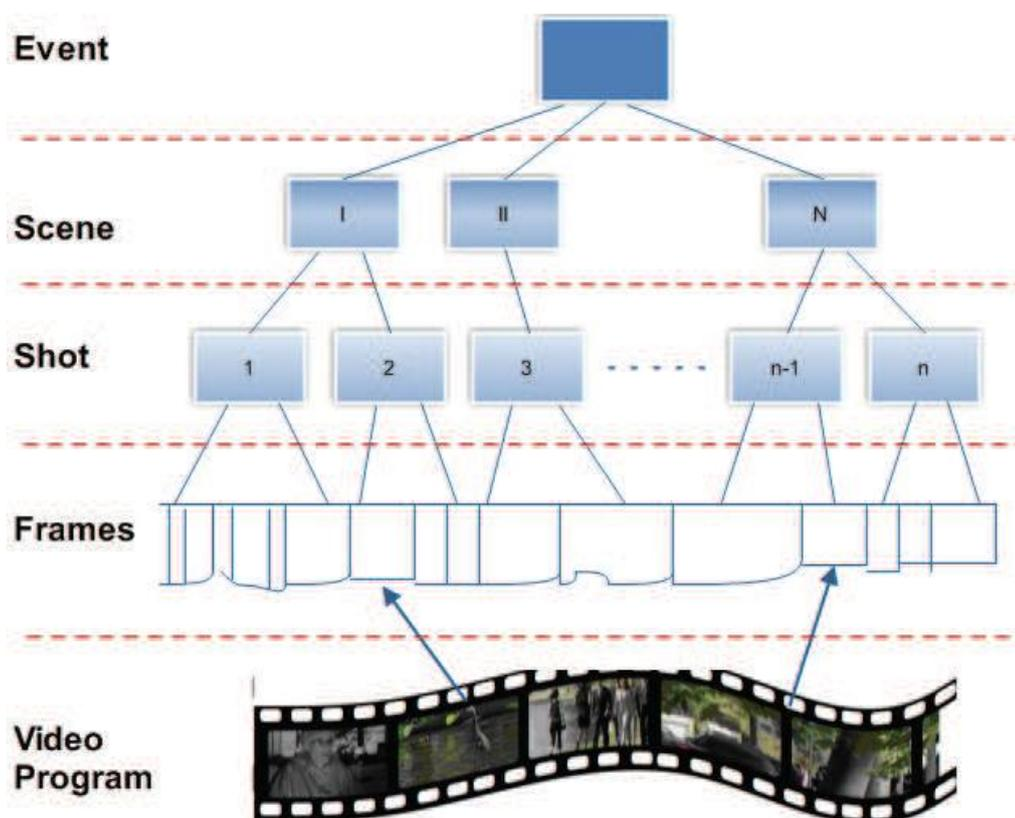 Event
Scene
I
II
N
Shot
1
2
3
n-1
n
Frames
Video
Program